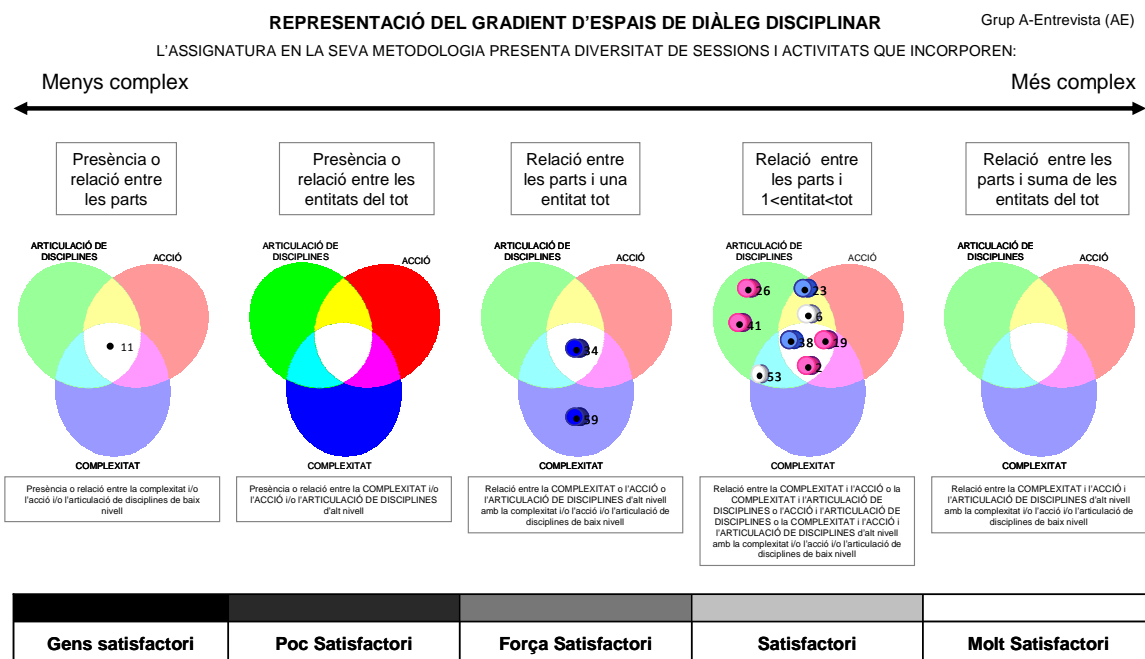 REPRESENTACIÓ DEL GRADIENT D'ESPAIS DE DIÀLEG DISCIPLINAR
Grup A-Entrevista (AE)
L'ASSIGNATURA EN LA SEVA METODOLOGIA PRESENTA DIVERSITAT DE SESSIONS I ACTIVITATS QUE INCORPOREN:
Menys complex
Més complex
Presència o
relació entre
les parts
Presència o
relació entre les
entitats del tot
Relació entre
les parts i una
entitat tot
Relació entre
les parts i
1<entitat<tot
Relació entre les
parts i suma de les
entitats del tot
ARTICULACIÓ DE
DISCIPLINES
ACCIÓ
11
COMPLEXITAT
ARTICULACIÓ DE
DISCIPLINES
ACCIÓ
COMPLEXITAT
ARTICULACIÓ DE
DISCIPLINES
ACCIÓ
34
59
COMPLEXITAT
ARTICULACIÓ DE
DISCIPLINES
ACCIÓ
26
23
6
41
38
19
2
53
COMPLEXITAT
ARTICULACIÓ DE
DISCIPLINES
ACCIÓ
COMPLEXITAT
Presència o relació entre la complexitat i/o
l'acció i/o l'articulació de disciplines de baix
nivell
Presència o relació entre la COMPLEXITAT i/o
l'ACCIÓ i/o l'ARTICULACIÓ DE DISCIPLINES
d'alt nivell
Relació entre la COMPLEXITAT o l'ACCIÓ o
l'ARTICULACIÓ DE DISCIPLINES d'alt nivell
amb la complexitat i/o l'acció i/o l'articulació de
disciplines de baix nivell
Relació entre la COMPLEXITAT i l'ACCIÓ o la
COMPLEXITAT i l'ARTICULACIÓ DE
DISCIPLINES o l'ACCIÓ i l'ARTICULACIÓ DE
DISCIPLINES o la COMPLEXITAT i l'ACCIÓ i
l'ARTICULACIÓ DE DISCIPLINES d'alt nivell
amb la complexitat i/o l'acció i/o l'articulació de
disciplines de baix nivell
Relació entre la COMPLEXITAT i l'ACCIÓ i
l'ARTICULACIÓ DE DISCIPLINES d'alt nivell
amb la complexitat i/o l'acció i/o l'articulació de
disciplines de baix nivell
Gens satisfactori
Poc Satisfactori
Força Satisfactori
Satisfactori
Molt Satisfactori